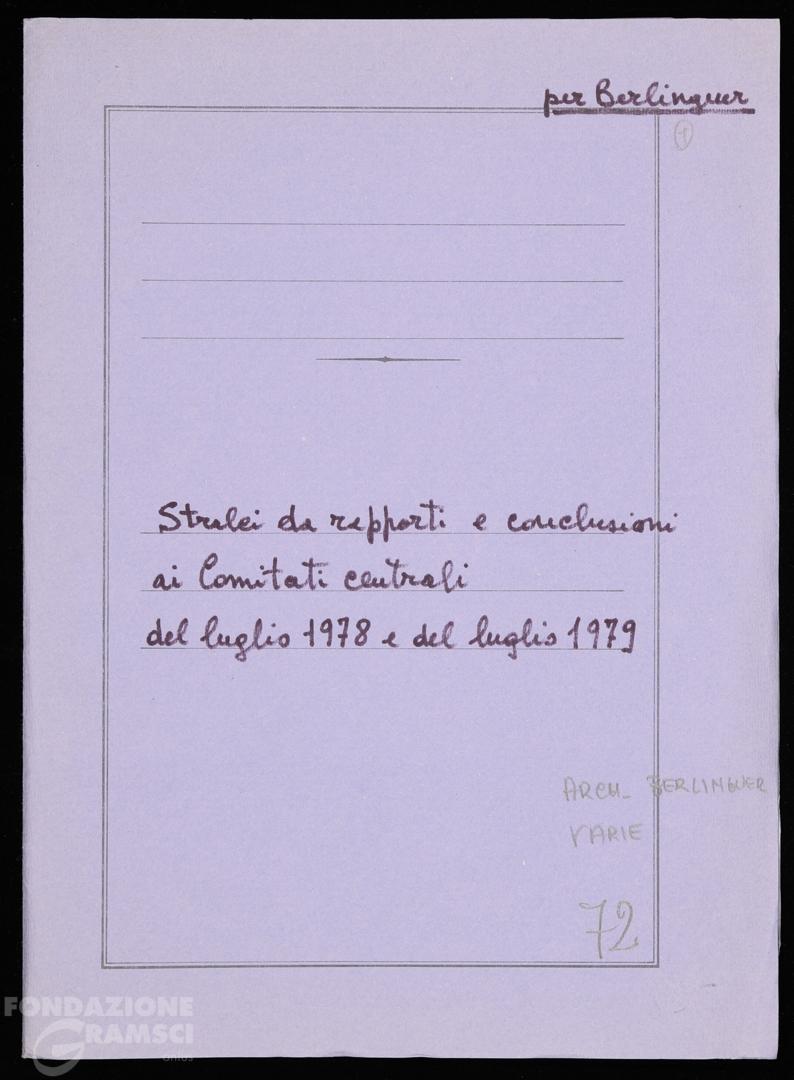 per Berlinguer
1
Stralci da rapporti e conclusioni
ai Comitati centrali
del luglio 1978 e del luglio 1979
ARCH. BERLINGUER
VARIE
72
FONDAZIONE
GRAMSCI
onlus